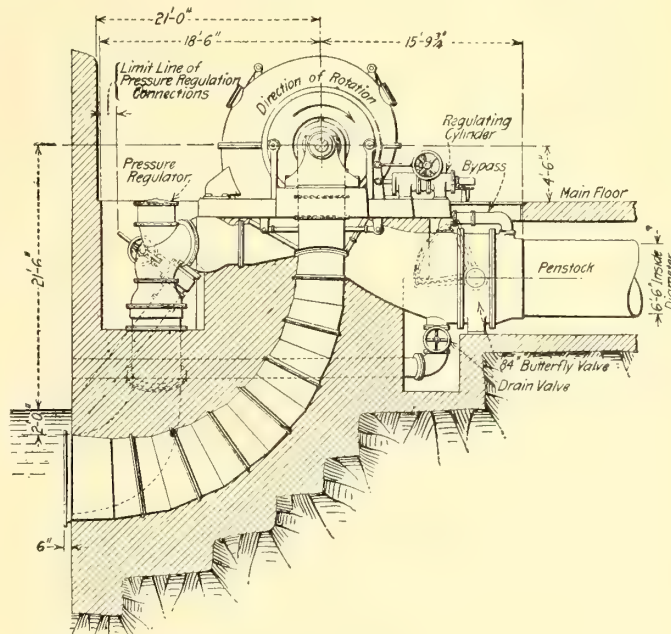 21'-0"
18'-6"
15'-9¾"
Limit Line of
Pressure Regulation
Connections
Direction of Rotation
Regulating
Cylinder
Bypass
Pressure
Regulator
4'-6"
Main Floor
21'-6"
Penstock
6'-6" Inside
Diameter
84" Butterfly Valve
Drain Valve
2'-0"
6"